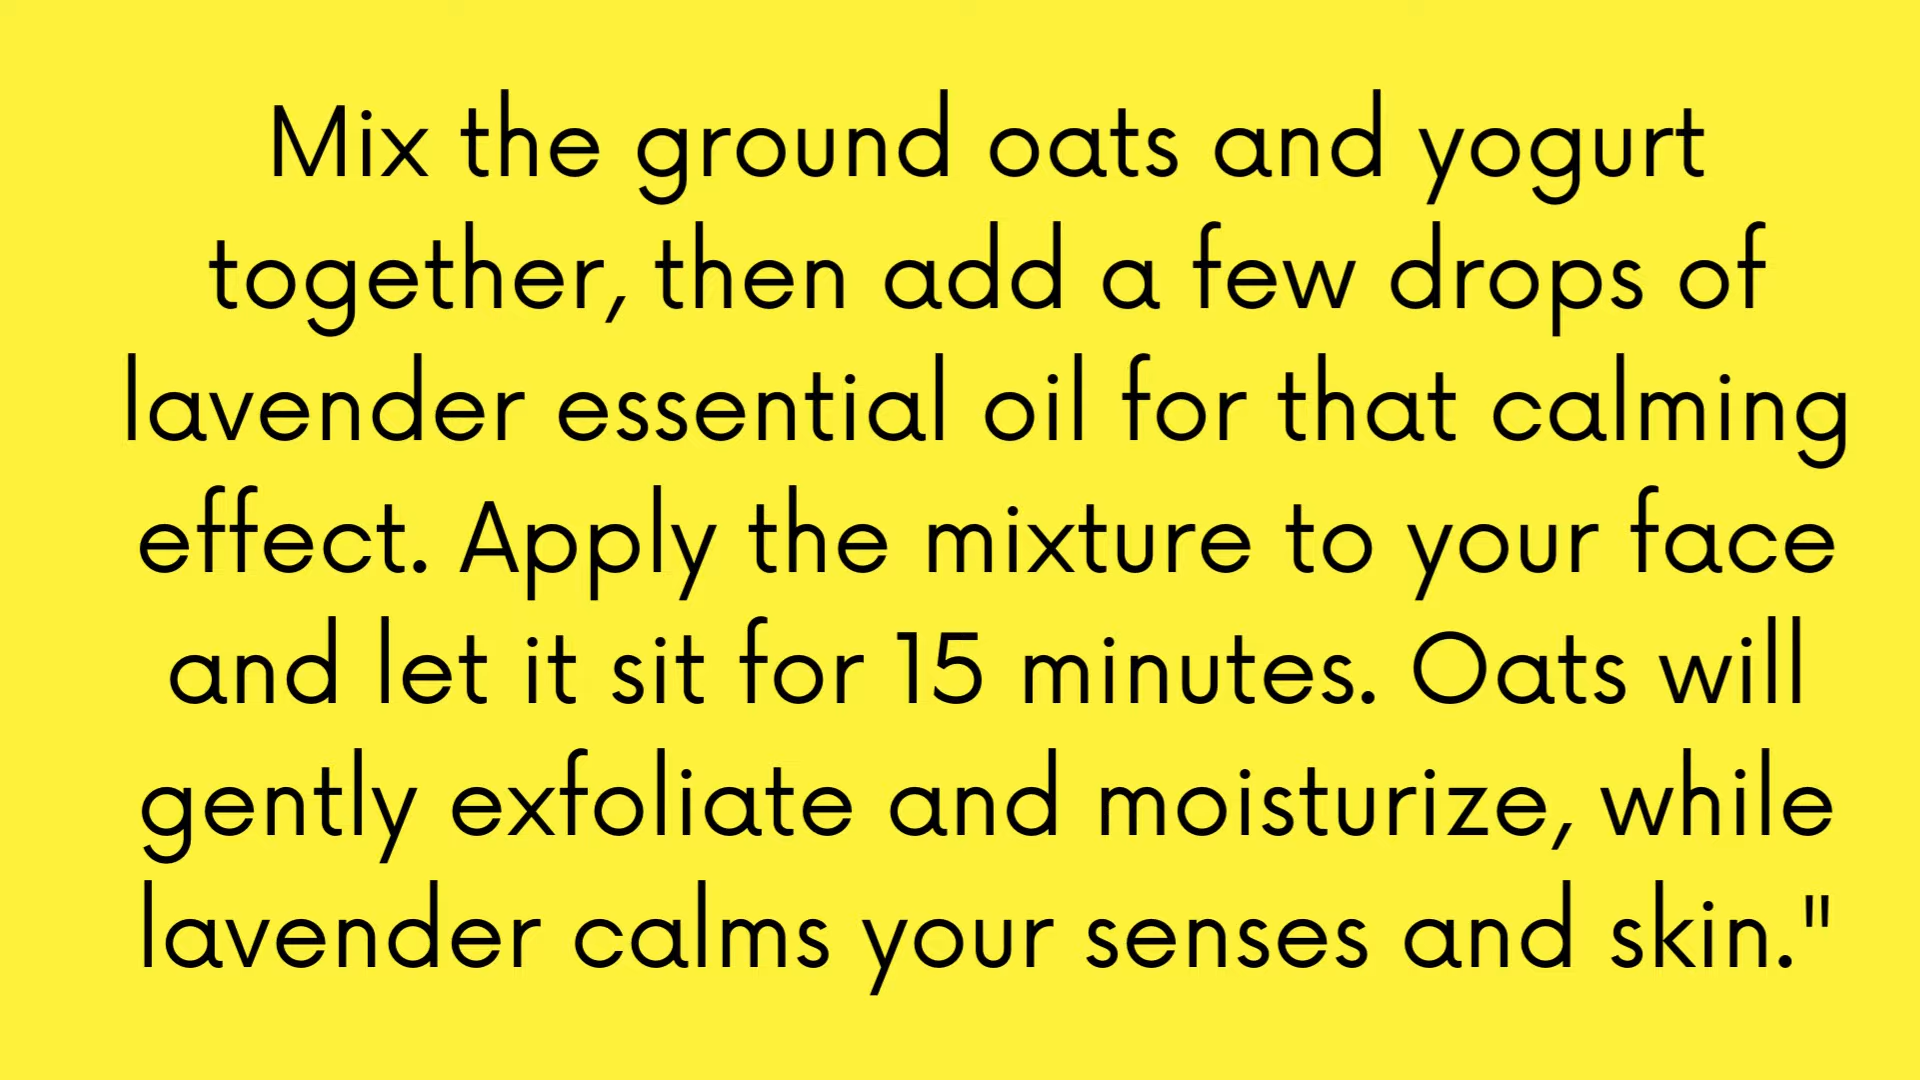 Mix the ground oats and yogurt
together, then add a few drops of
lavender essential oil for that calming
effect. Apply the mixture to your face
and let it sit for 15 minutes. Oats will
gently exfoliate and moisturize, while
lavender calms your senses and skin."